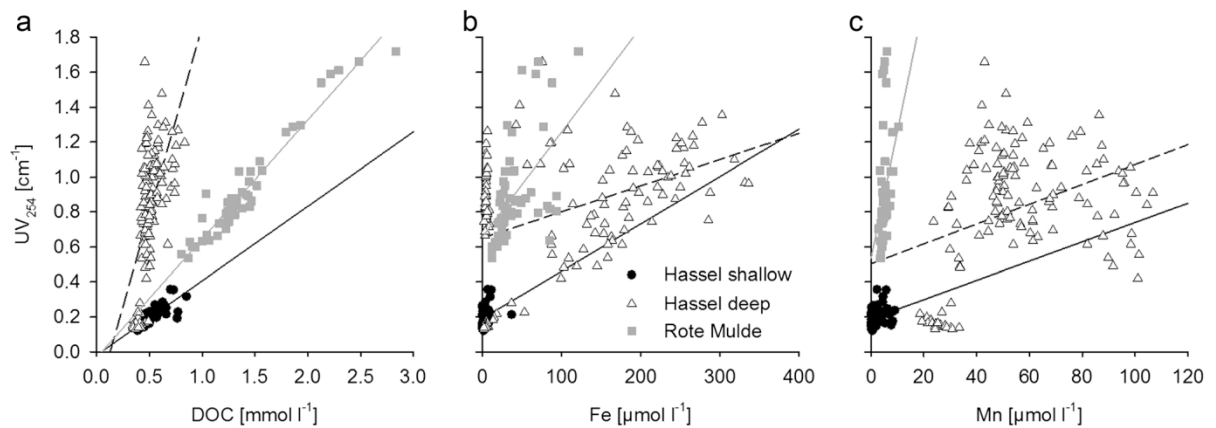 a b c
1.8
1.6
1.4
1.2
1.0
0.8
0.6
0.4
0.2
0.0
UV254 [cm-1]
Hassel shallow
Hassel deep
Rote Mulde
0.0 0.5 1.0 1.5 2.0 2.5 3.0 0 100 200 300 400 0 20 40 60 80 100 120
DOC [mmol l-1] Fe [µmol l-1] Mn [µmol l-1]